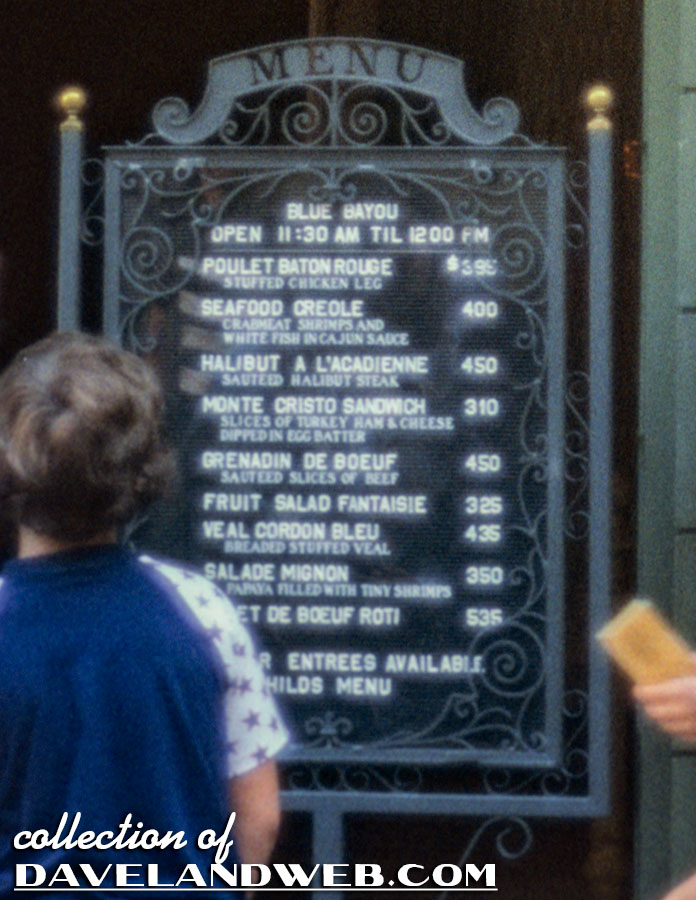 MENU
BLUE BAYOU
OPEN 11:30 AM TIL 12:00 PM
POULET BATON ROUGE $3.95
STUFFED CHICKEN LEG
SEAFOOD CREOLE 400
CRABMEAT SHRIMPS AND
WHITE FISH IN CAJUN SAUCE
HALIBUT A L'ACADIENNE 450
SAUTEED HALIBUT STEAK
MONTE CRISTO SANDWICH 310
SLICES OF TURKEY HAM & CHEESE
DIPPED IN EGG BATTER
GRENADIN DE BOEUF 450
SAUTEED SLICES OF BEEF
FRUIT SALAD FANTAISIE 325
VEAL CORDON BLEU 435
BREADED STUFFED VEAL
SALADE MIGNON 350
PAPAYA FILLED WITH TINY SHRIMPS
ET DE BOEUF ROTI 535
R ENTREES AVAILABLE.
HILDS MENU
collection of
DAVELANDWEB.COM